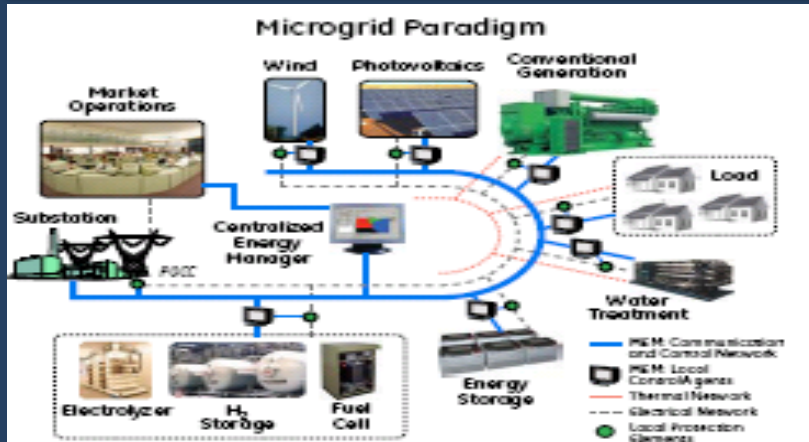 Microgrid Paradigm
Wind
Photovoltaics
Conventional
Generation
Market
Operations
Load
Substation
Centralized
Energy
Manager
POCC
Water
Treatment
Energy
Storage
Electrolyzer
H₂
Storage
Fuel
Cell
MEM: Communication
and Control Network
MEM: Local
Control Agents
Thermal Network
Electrical Network
Local Protection
Elements